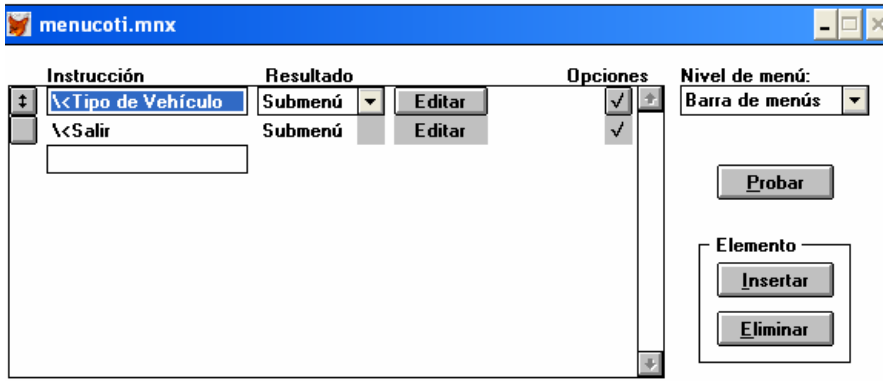 menucoti.mnx
Instrucción Resultado Opciones Nivel de menú:
\<Tipo de Vehículo Submenú Editar √ Barra de menús
\<Salir Submenú Editar √
Probar
Elemento
Insertar
Eliminar